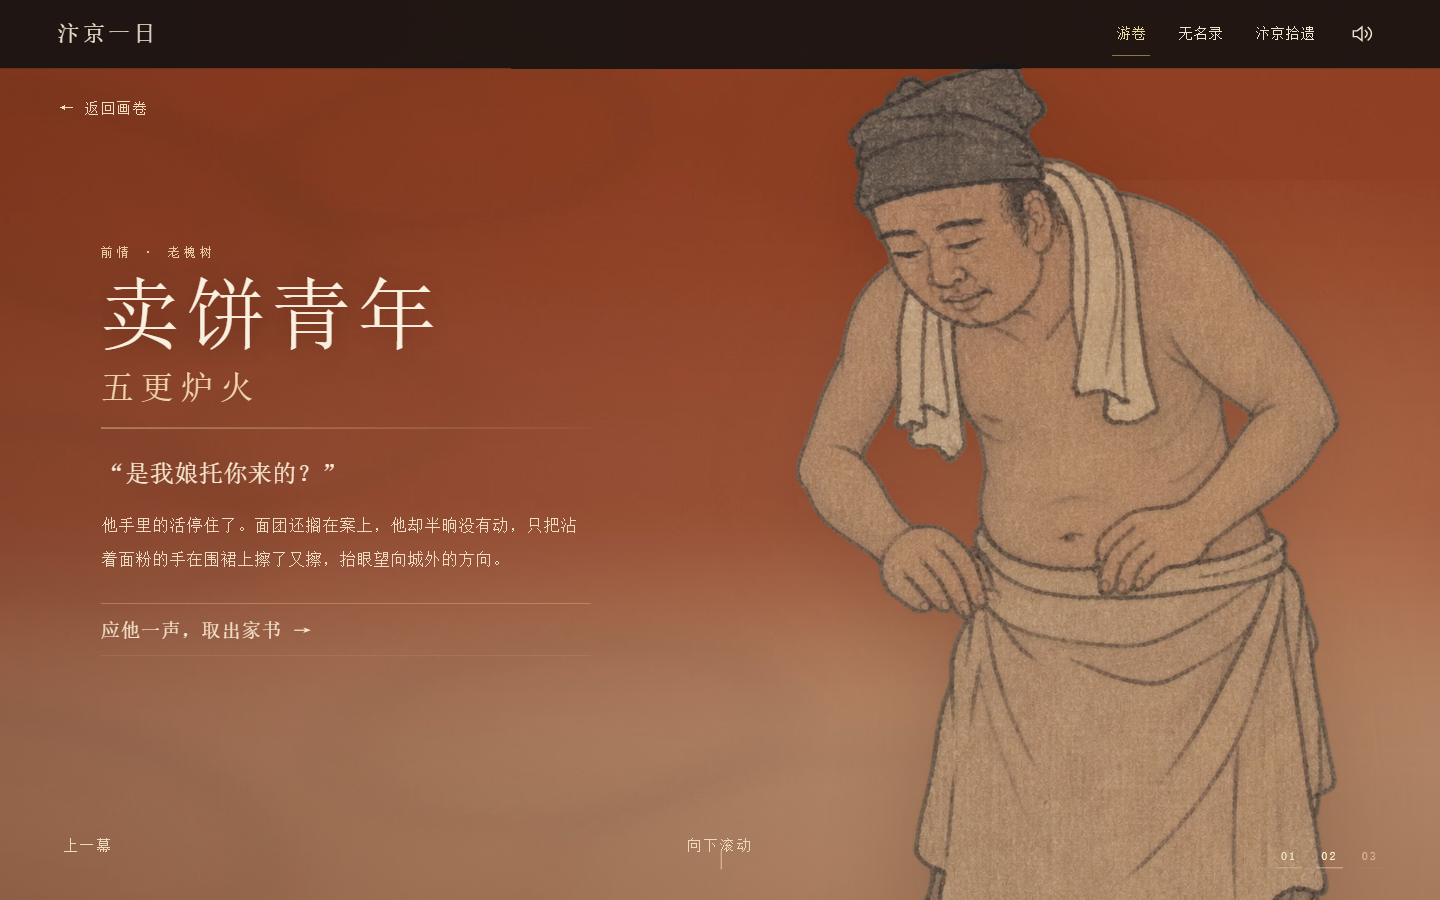 汴京一日
游卷 无名录 汴京拾遗
← 返回画卷
前情 · 老槐树
卖饼青年
五更炉火
“是我娘托你来的？”
他手里的活停住了。面团还搁在案上，他却半晌没有动，只把沾
着面粉的手在围裙上擦了又擦，抬眼望向城外的方向。
应他一声，取出家书 →
上一幕
向下滚动
01 02 03